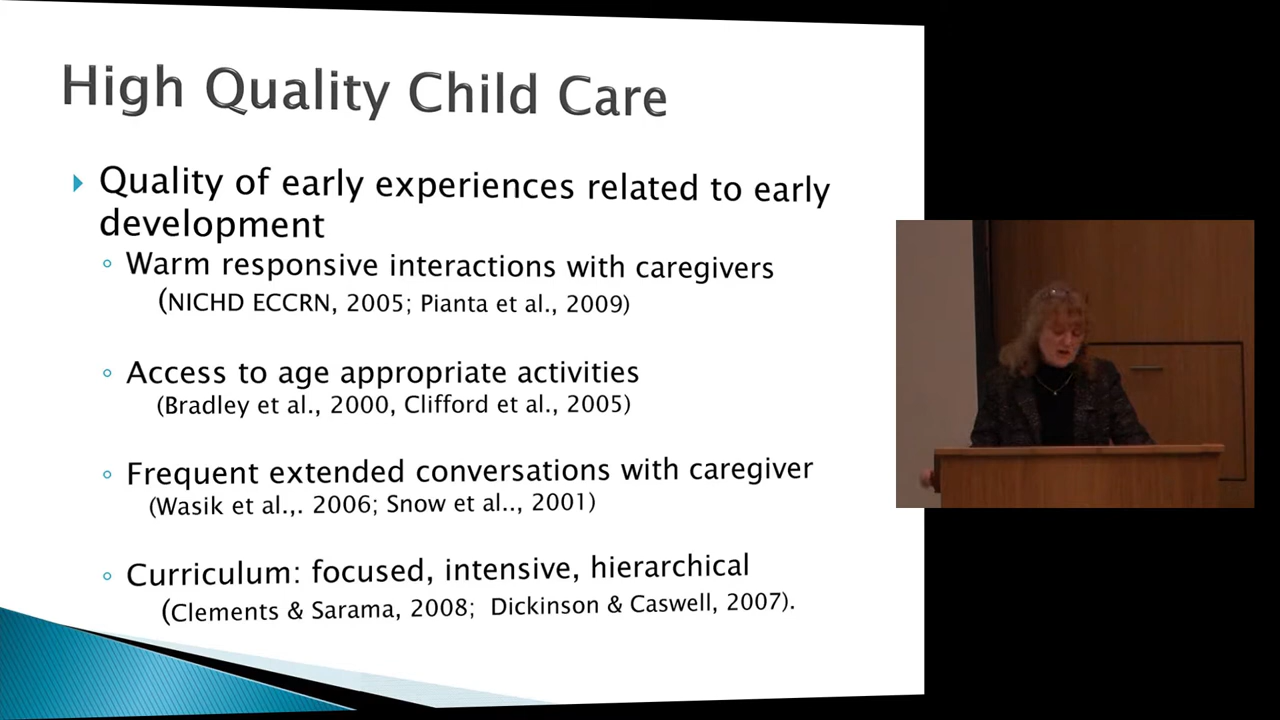 High Quality Child Care
Quality of early experiences related to early
development
Warm responsive interactions with caregivers
(NICHD ECCRN, 2005; Pianta et al., 2009)
Access to age appropriate activities
(Bradley et al., 2000, Clifford et al., 2005)
Frequent extended conversations with caregiver
(Wasik et al.,. 2006; Snow et al.., 2001)
Curriculum: focused, intensive, hierarchical
(Clements & Sarama, 2008; Dickinson & Caswell, 2007).